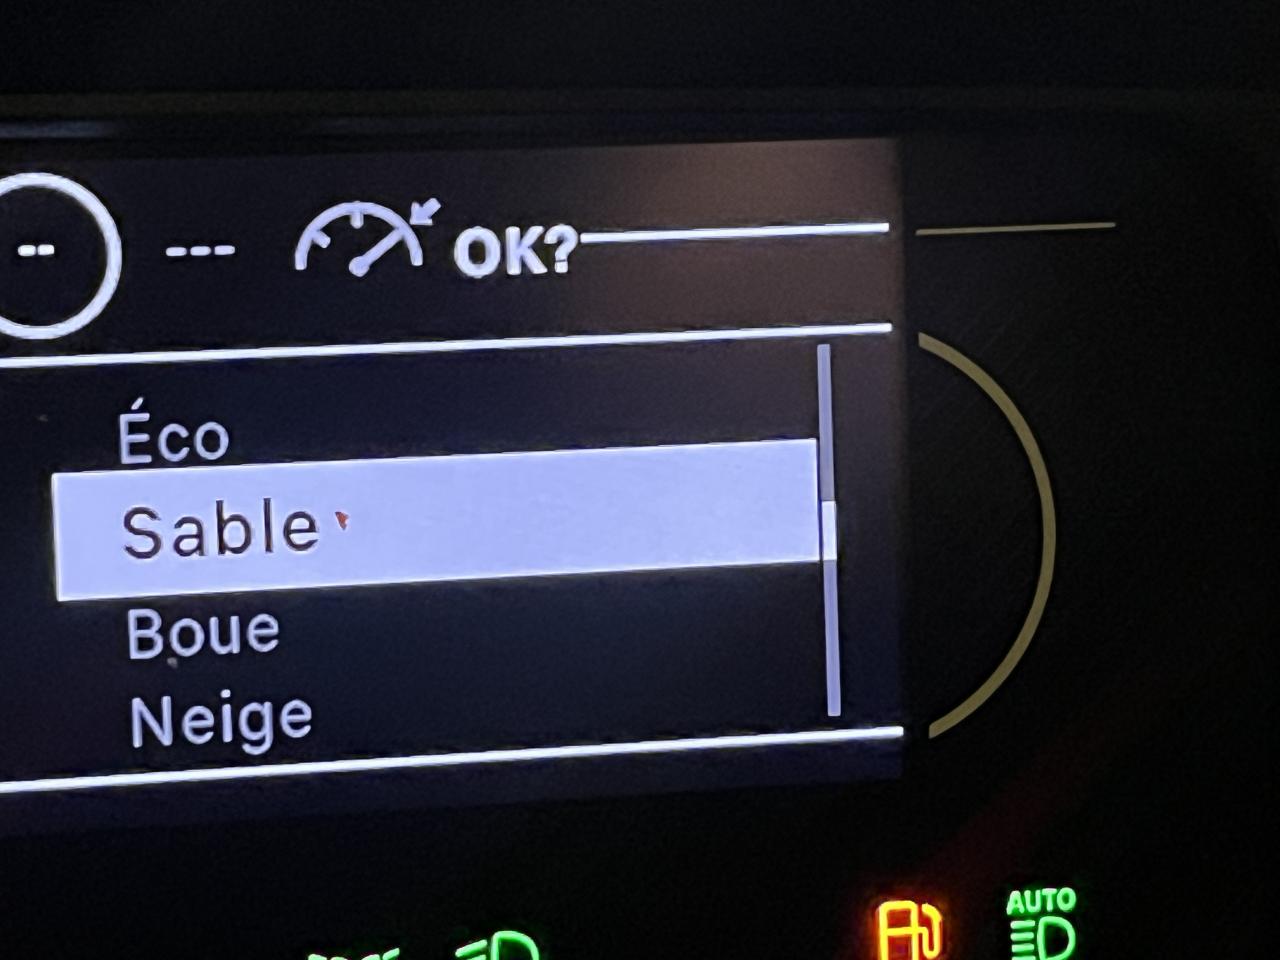 -- --- OK?
Éco
Sable
Boue
Neige
AUTO